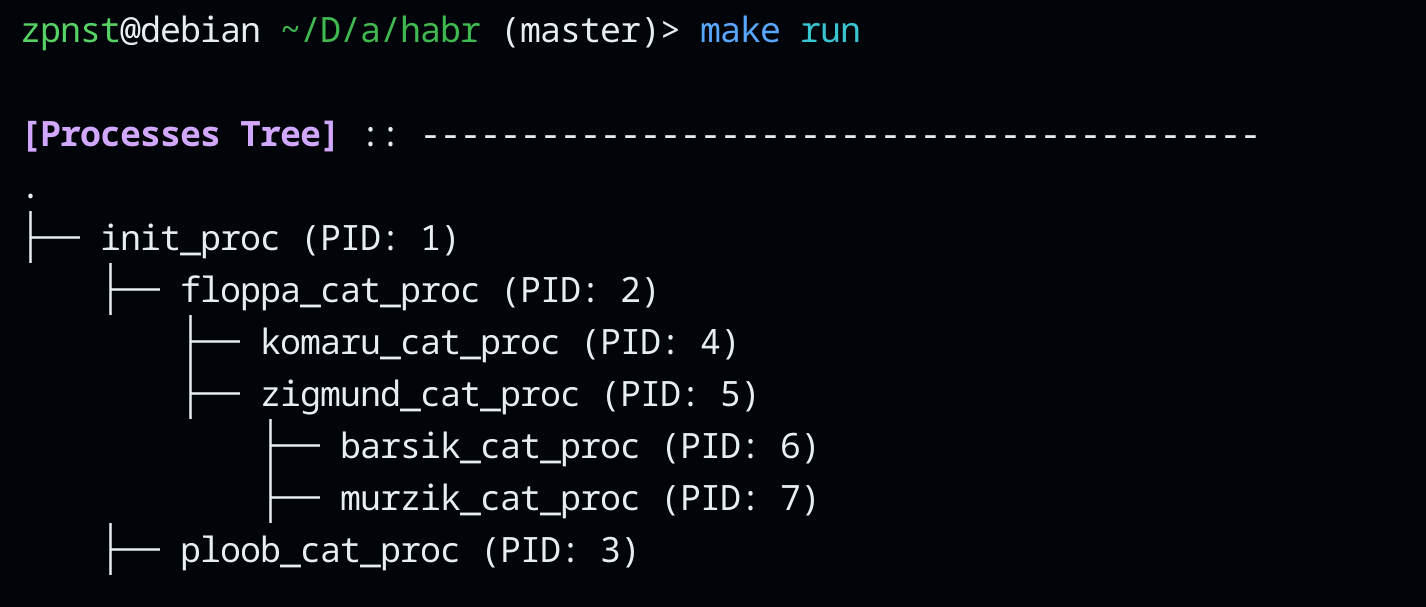 zpnst@debian ~/D/a/habr (master)> make run
[Processes Tree] :: ------------------------------------------
.
├── init_proc (PID: 1)
    ├── floppa_cat_proc (PID: 2)
        ├── komaru_cat_proc (PID: 4)
        ├── zigmund_cat_proc (PID: 5)
            ├── barsik_cat_proc (PID: 6)
            ├── murzik_cat_proc (PID: 7)
    ├── ploob_cat_proc (PID: 3)